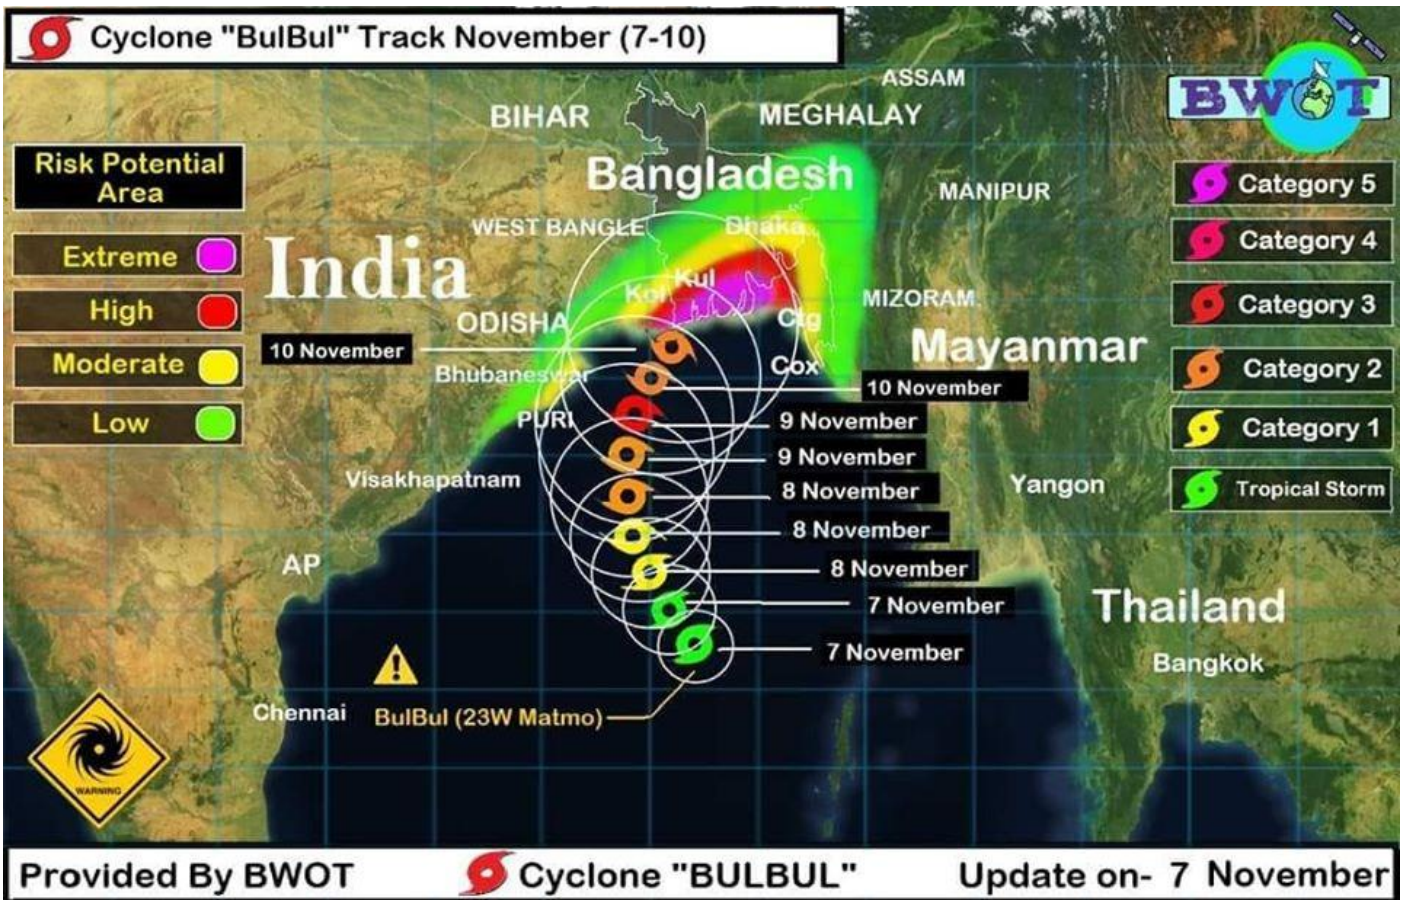 Cyclone "BulBul" Track November (7-10)
BWOT
ASSAM
BIHAR
MEGHALAY
Risk Potential
Area
Bangladesh
MANIPUR
Category 5
WEST BANGLE
Dhaka
Category 4
Extreme
India
Kul
Kol
High
MIZORAM
Category 3
ODISHA
Ctg
Mayanmar
10 November
Moderate
Bhubaneswar
Cox
Category 2
10 November
Low
PURI
9 November
Category 1
9 November
Visakhapatnam
8 November
Yangon
Tropical Storm
8 November
AP
8 November
7 November
Thailand
7 November
Bangkok
Chennai
BulBul (23W Matmo)
WARNING
Provided By BWOT
Cyclone "BULBUL"
Update on- 7 November